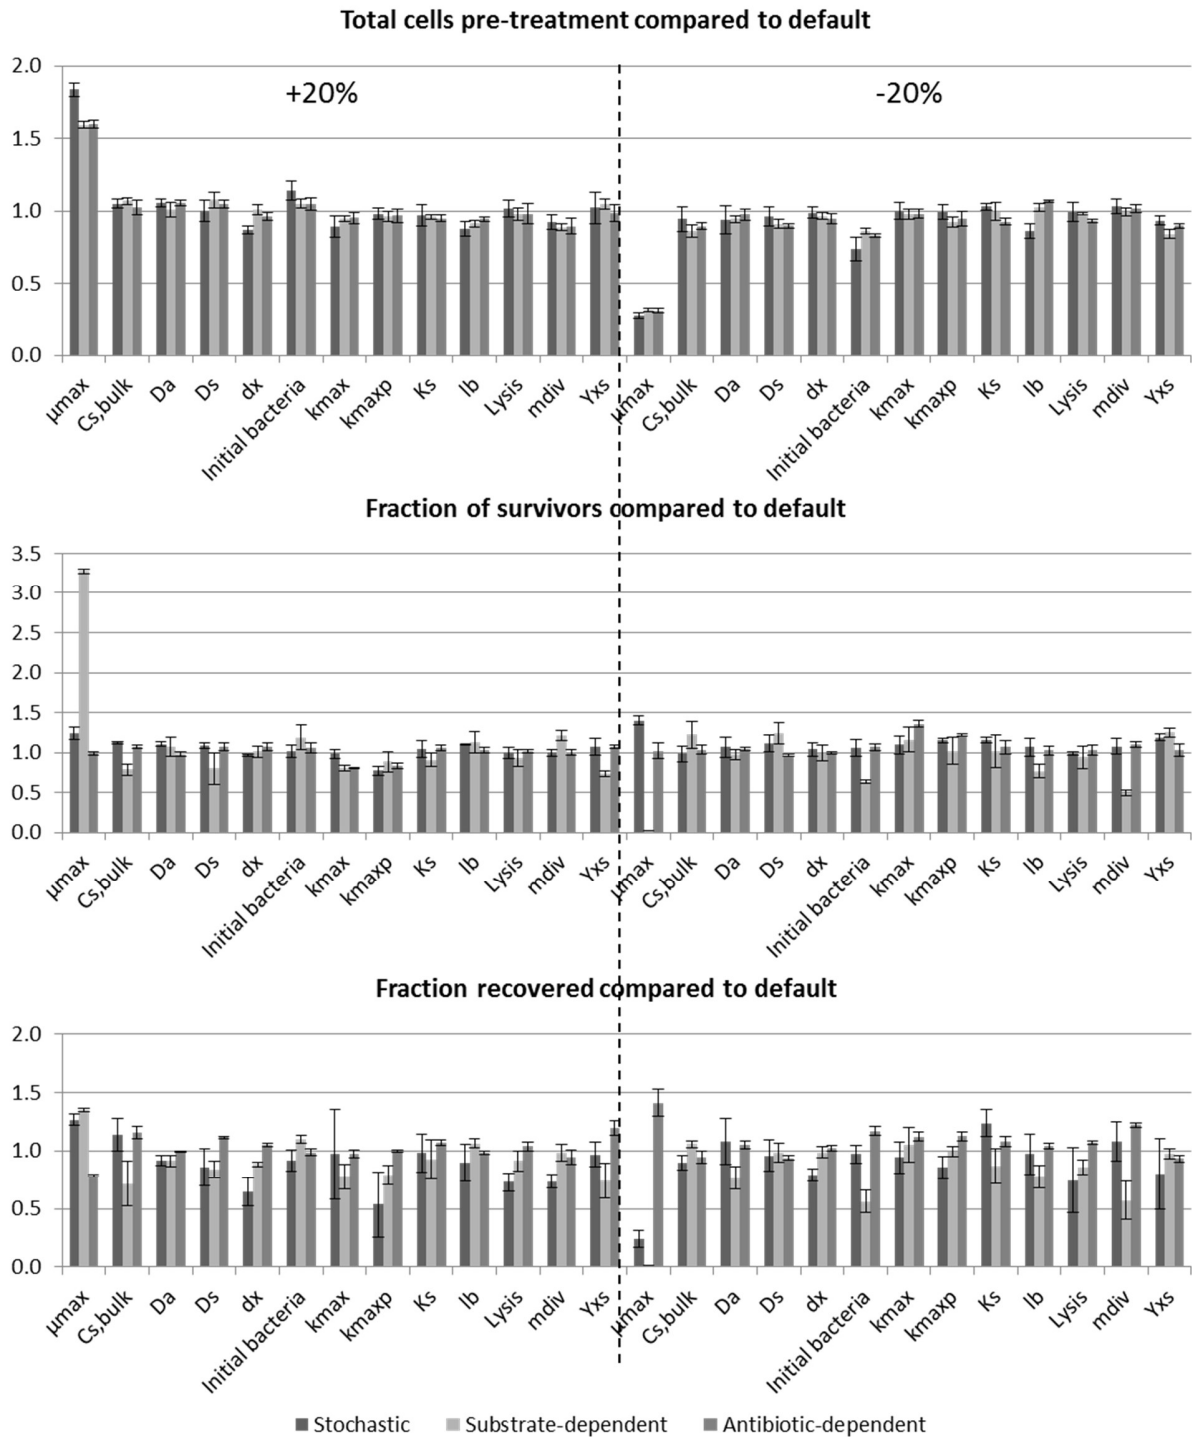 Total cells pre-treatment compared to default
2.0
+20%
-20%
1.5
1.0
0.5
0.0
μmax Cs,bulk Da Ds dx Initial bacteria kmax kmaxp Ks lb Lysis mdiv Yxs μmax Cs,bulk Da Ds dx Initial bacteria kmax kmaxp Ks lb Lysis mdiv Yxs
Fraction of survivors compared to default
3.5
3.0
2.5
2.0
1.5
1.0
0.5
0.0
μmax Cs,bulk Da Ds dx Initial bacteria kmax kmaxp Ks lb Lysis mdiv Yxs μmax Cs,bulk Da Ds dx Initial bacteria kmax kmaxp Ks lb Lysis mdiv Yxs
Fraction recovered compared to default
2.0
1.5
1.0
0.5
0.0
μmax Cs,bulk Da Ds dx Initial bacteria kmax kmaxp Ks lb Lysis mdiv Yxs μmax Cs,bulk Da Ds dx Initial bacteria kmax kmaxp Ks lb Lysis mdiv Yxs
Stochastic Substrate-dependent Antibiotic-dependent